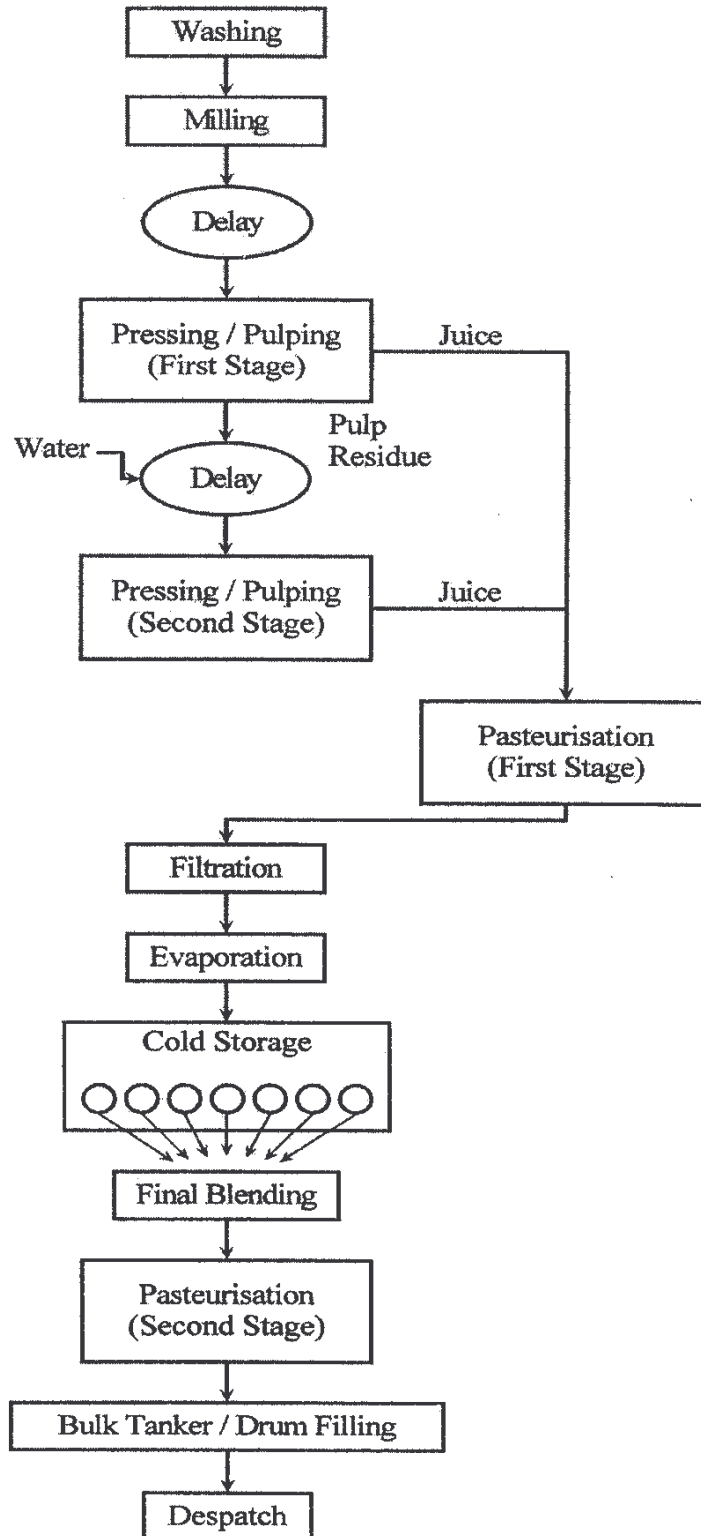 Washing
Milling
Delay
Pressing / Pulping
(First Stage)
Juice
Pulp
Residue
Water
Delay
Pressing / Pulping
(Second Stage)
Juice
Pasteurisation
(First Stage)
Filtration
Evaporation
Cold Storage
Final Blending
Pasteurisation
(Second Stage)
Bulk Tanker / Drum Filling
Despatch